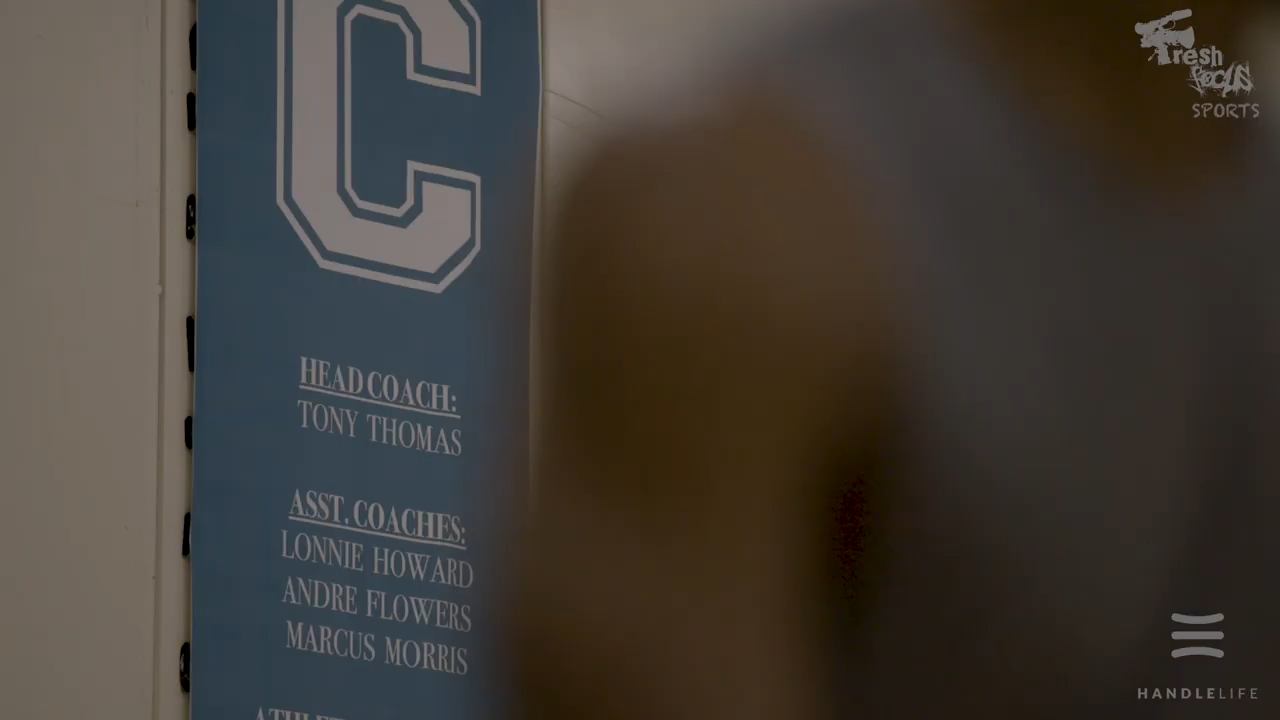 C
HEAD COACH:
TONY THOMAS
ASST. COACHES:
LONNIE HOWARD
ANDRE FLOWERS
MARCUS MORRIS
Fresh
FOCUS
SPORTS
HANDLELIFE